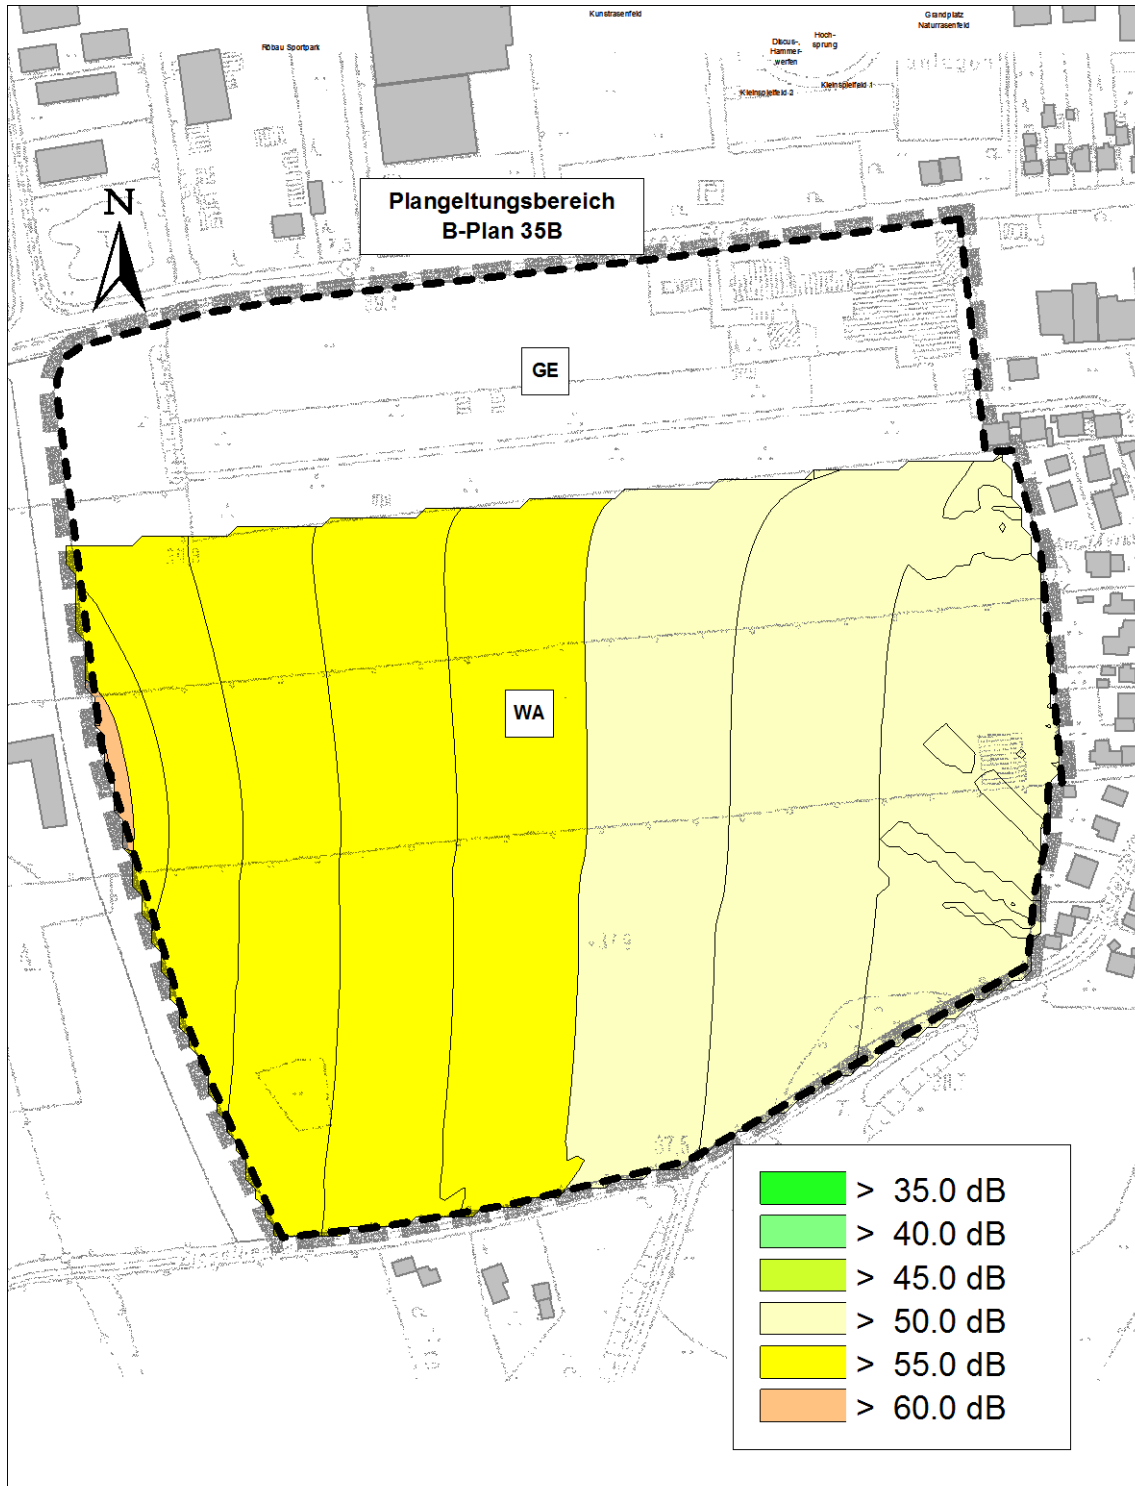 Kunstrasenfeld
Grandplatz
Naturrasenfeld
Röbau Sportpark
Discus-,
Hammer-
werfen
Hoch-
sprung
Kleinspielfeld 2
Kleinspielfeld 1
N
Plangeltungsbereich
B-Plan 35B
GE
WA
> 35.0 dB
> 40.0 dB
> 45.0 dB
> 50.0 dB
> 55.0 dB
> 60.0 dB